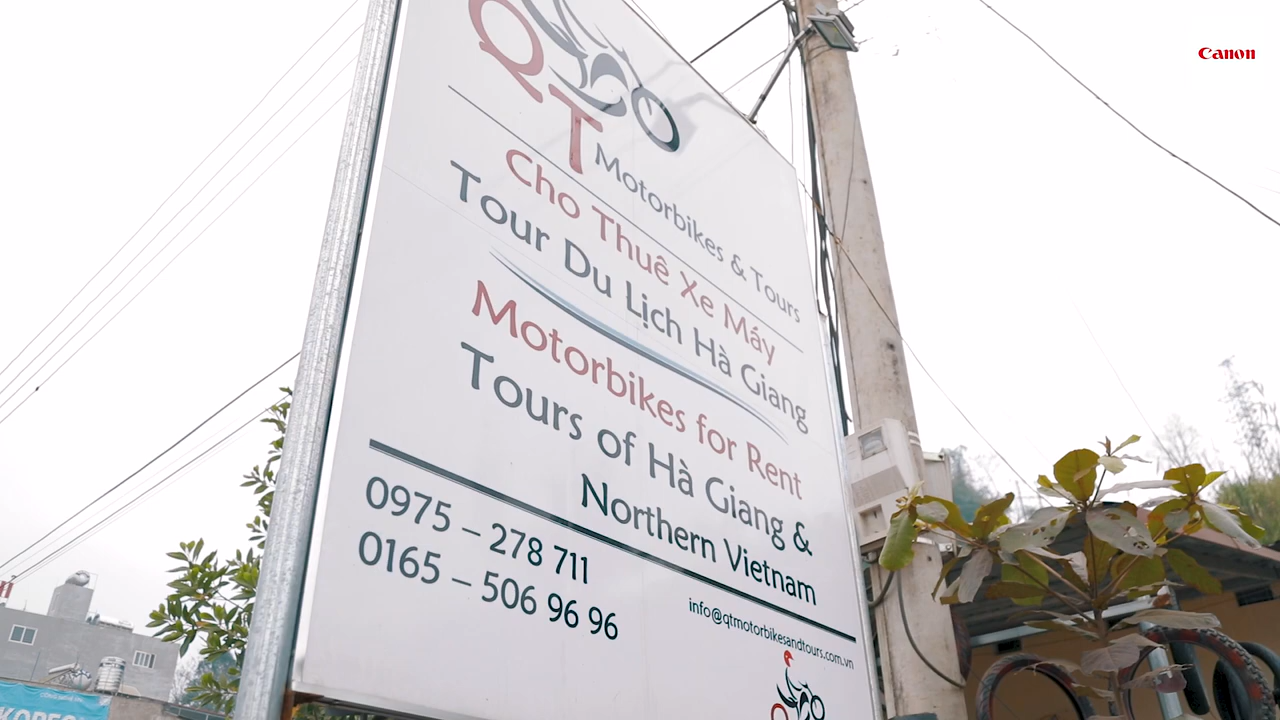 Canon
QT
Motorbikes & Tours
Cho Thuê Xe Máy
Tour Du Lịch Hà Giang
Motorbikes for Rent
Tours of Hà Giang &
Northern Vietnam
0975 – 278 711
0165 – 506 96 96
info@qtmotorbikesandtours.com.vn